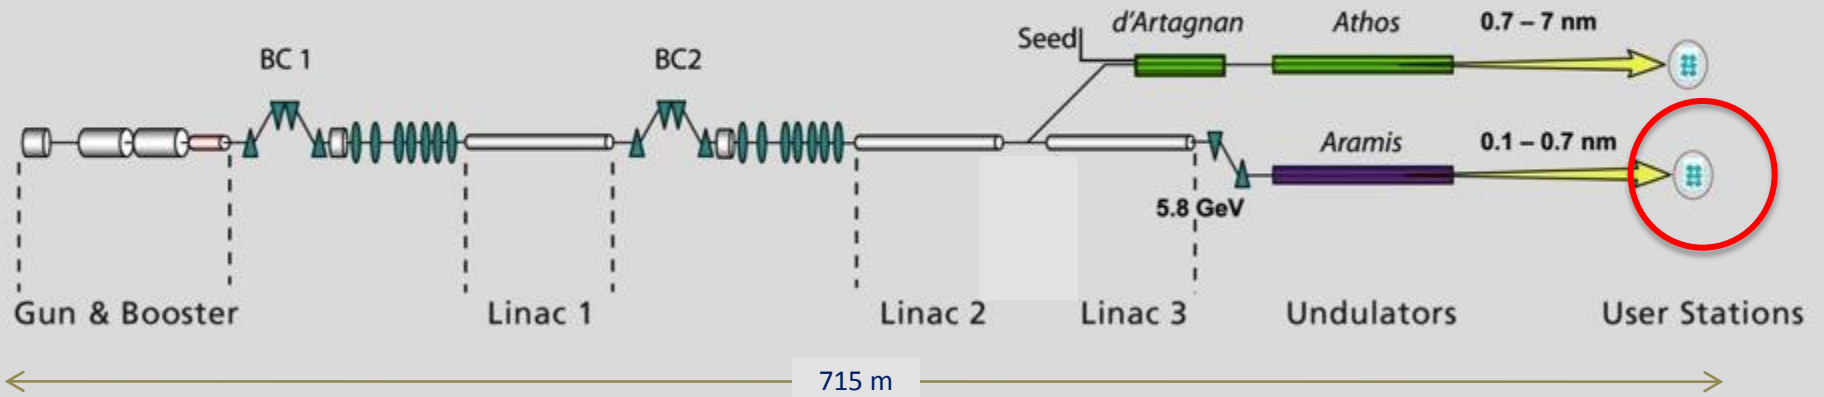 d'Artagnan Athos 0.7 – 7 nm
Seed
BC 1 BC2
Aramis 0.1 – 0.7 nm
5.8 GeV
Gun & Booster Linac 1 Linac 2 Linac 3 Undulators User Stations
715 m